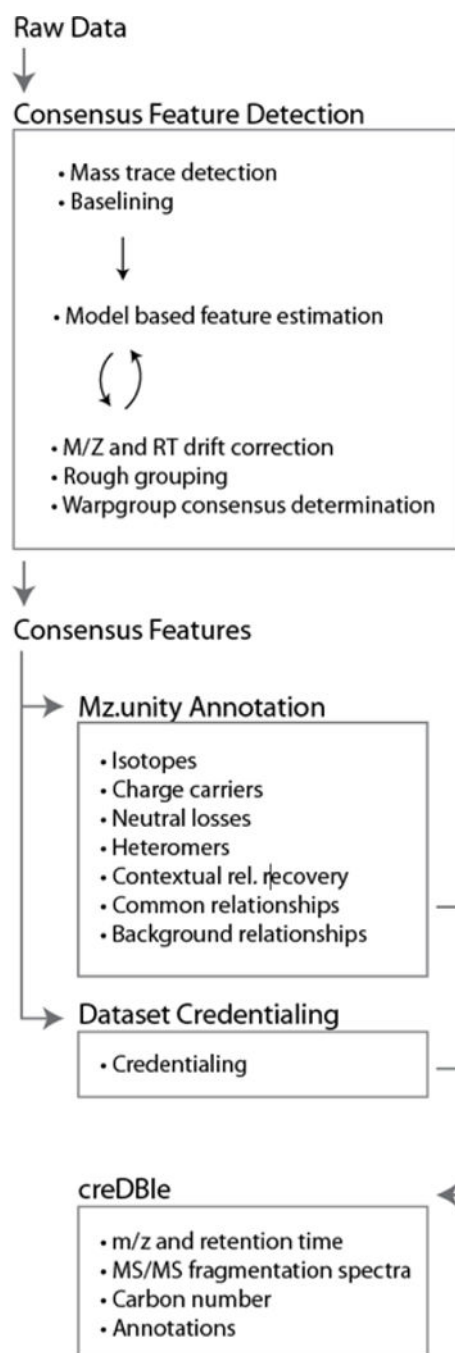 Raw Data
Consensus Feature Detection
• Mass trace detection
• Baselining
• Model based feature estimation
• M/Z and RT drift correction
• Rough grouping
• Warpgroup consensus determination
Consensus Features
Mz.unity Annotation
• Isotopes
• Charge carriers
• Neutral losses
• Heteromers
• Contextual rel. recovery
• Common relationships
• Background relationships
Dataset Credentialing
• Credentialing
creDBle
• m/z and retention time
• MS/MS fragmentation spectra
• Carbon number
• Annotations